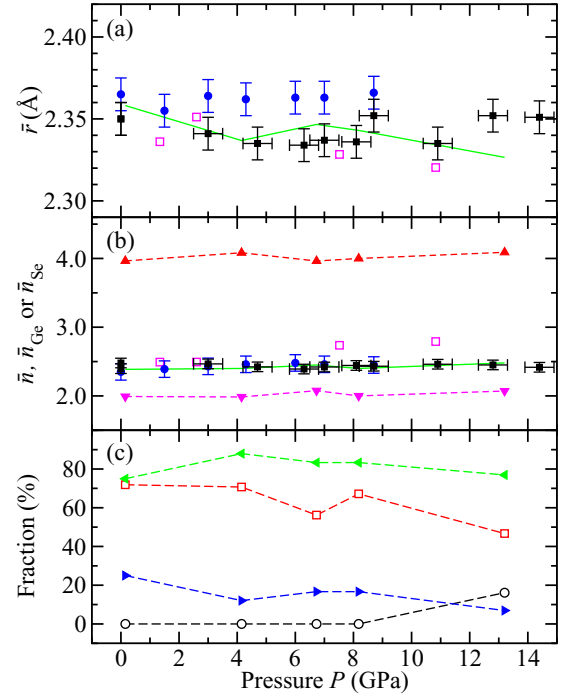 (a)
2.40
2.35
2.30
r̄ (Å)
(b)
4.0
3.0
2.0
n̄, n̄Ge or n̄Se
(c)
80
60
40
20
0
Fraction (%)
0 2 4 6 8 10 12 14
Pressure P (GPa)